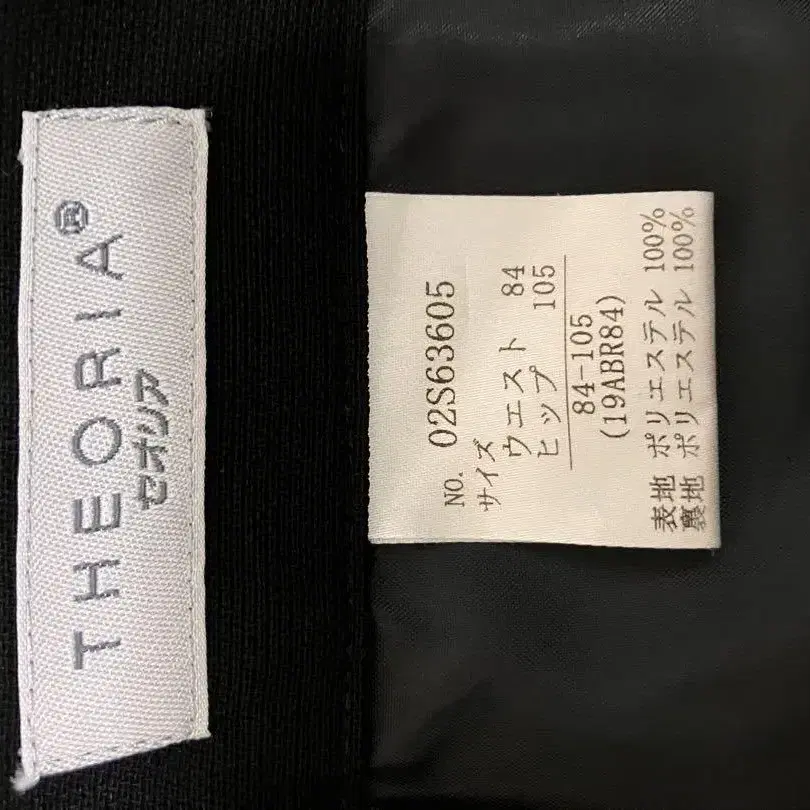 THEORIA®
セオリア
NO. 02S63605
サイズ
ウエスト 84
ヒップ 105
84-105
(19ABR84)
表地 ポリエステル 100%
裏地 ポリエステル 100%